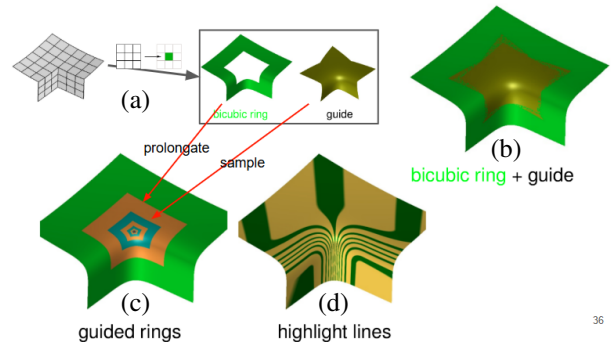 (a)
bicubic ring
guide
prolongate
sample
(b)
bicubic ring + guide
(c)
guided rings
(d)
highlight lines
36